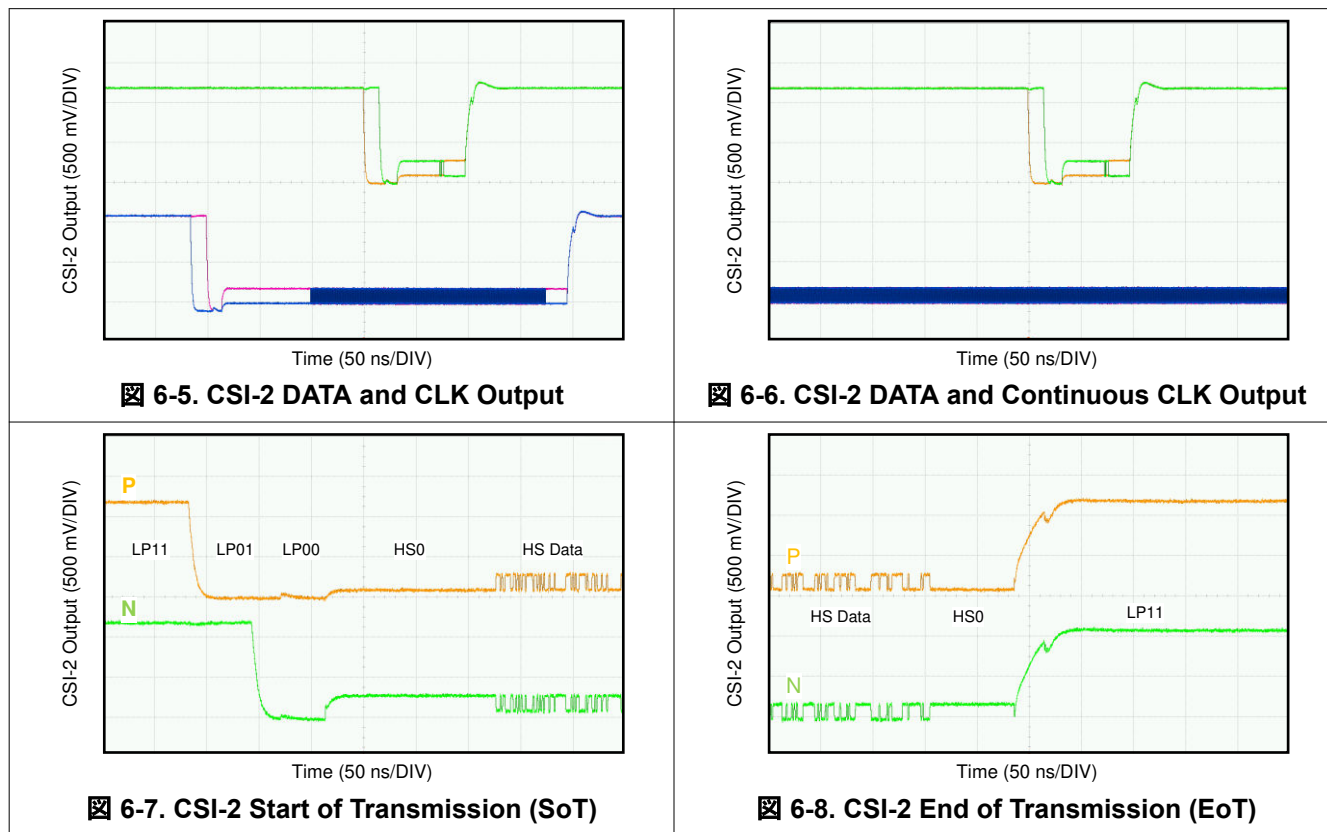 CSI-2 Output (500 mV/DIV)
Time (50 ns/DIV)
図 6-5. CSI-2 DATA and CLK Output
CSI-2 Output (500 mV/DIV)
Time (50 ns/DIV)
図 6-6. CSI-2 DATA and Continuous CLK Output
CSI-2 Output (500 mV/DIV)
P
LP11 LP01 LP00 HS0 HS Data
N
Time (50 ns/DIV)
図 6-7. CSI-2 Start of Transmission (SoT)
CSI-2 Output (500 mV/DIV)
P
HS Data HS0 LP11
N
Time (50 ns/DIV)
図 6-8. CSI-2 End of Transmission (EoT)